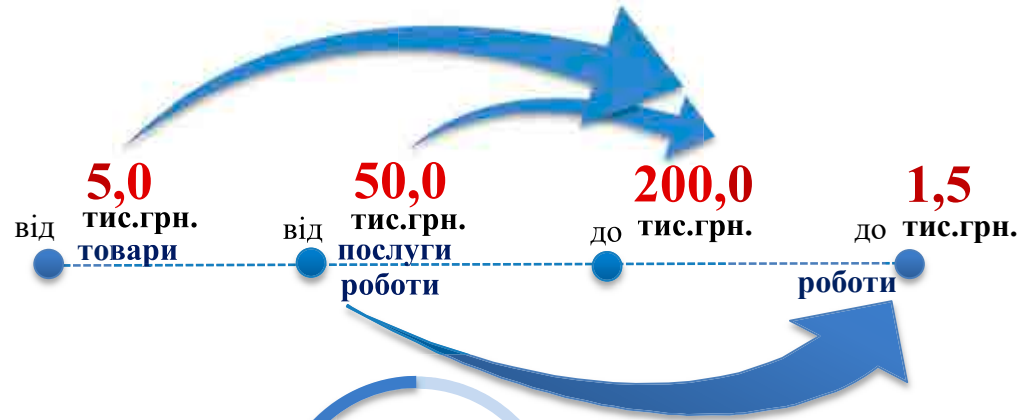 від 5,0 тис.грн.
товари
від 50,0 тис.грн.
послуги
роботи
до 200,0 тис.грн.
до 1,5 тис.грн.
роботи